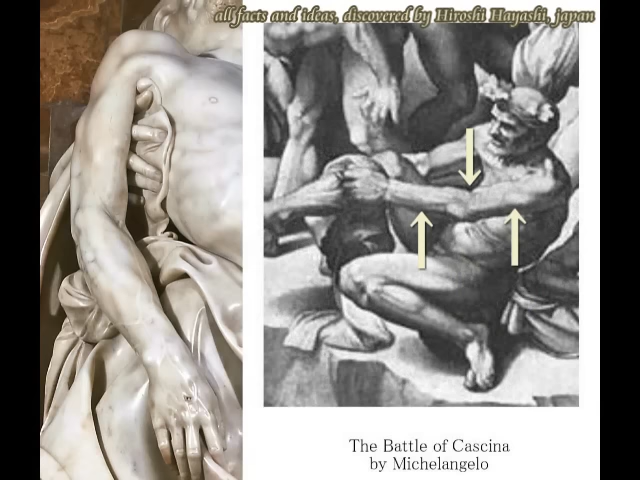 all facts and ideas, discovered by Hiroshi Hayashi, japan
The Battle of Cascina
by Michelangelo